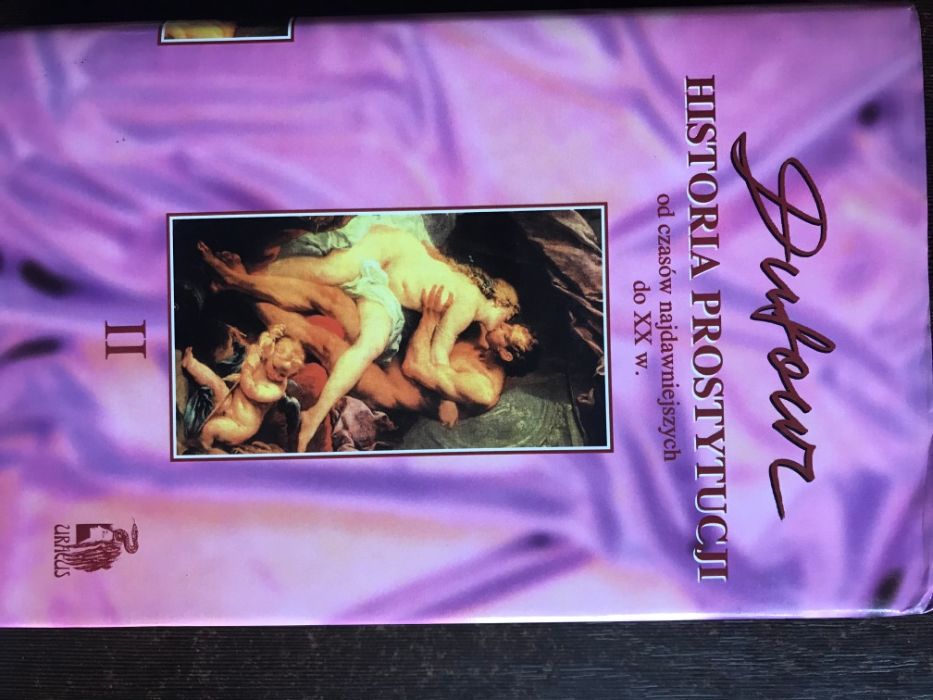 Dufour
HISTORIA PROSTYTUCJI
od czasów najdawniejszych
do XX w.
II
URAEUS